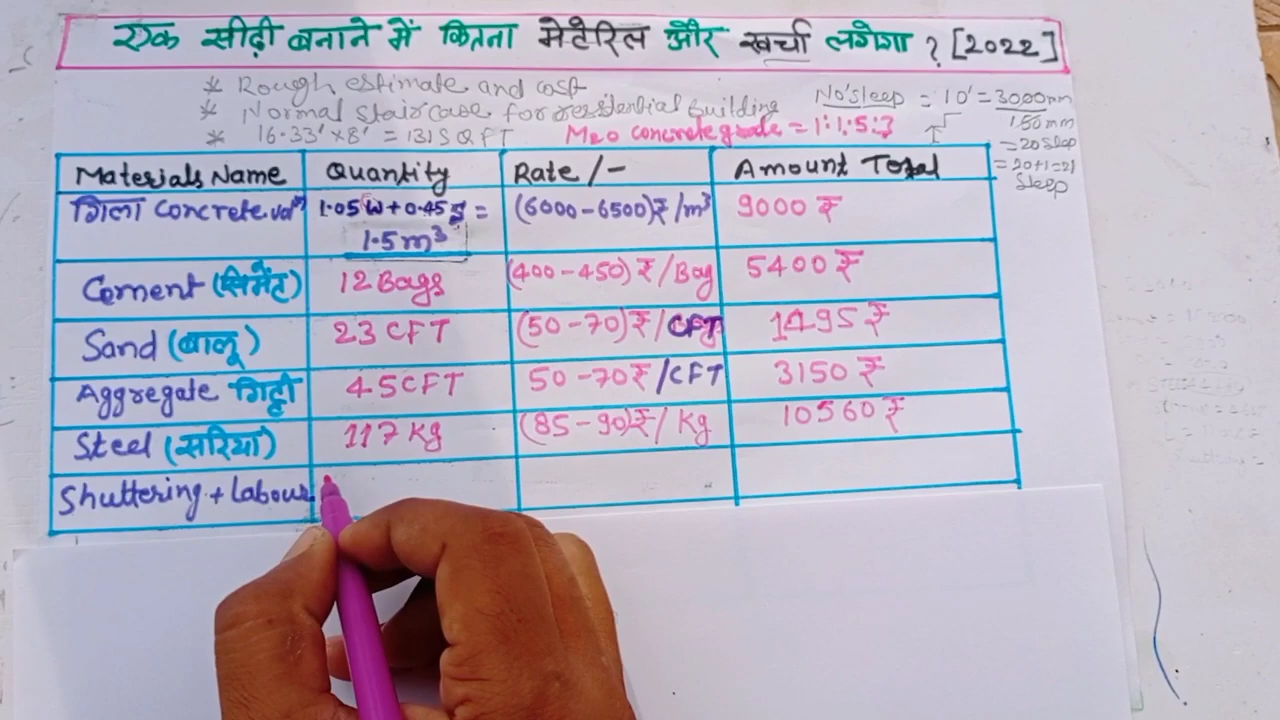 एक सीढ़ी बनाने में कितना मेटेरिल और खर्चा लगेगा ? [2022]
* Rough estimate and cost
* Normal staircase for residential building
* 16.33' x 8' = 131 SQFT
M20 concrete grade = 1:1.5:3
No'sleep = 10' = 3000mm
150mm
= 20 sleep
= 20+1=21
Sleep
Materials Name Quantity Rate /- Amount Total
गिला Concrete vol^m 1.05 W + 0.45 S = (6000-6500)₹/m³ 9000 ₹
1.5 m³
Cement (सिमेंट) 12 Bags (400-450)₹/Bag 5400 ₹
Sand (बालू) 23 CFT (50-70)₹/CFT 1495 ₹
Aggregate गिट्टी 45 CFT 50-70₹/CFT 3150 ₹
Steel (सरिया) 117 Kg (85-90)₹/Kg 10560 ₹
Shuttering + Labour